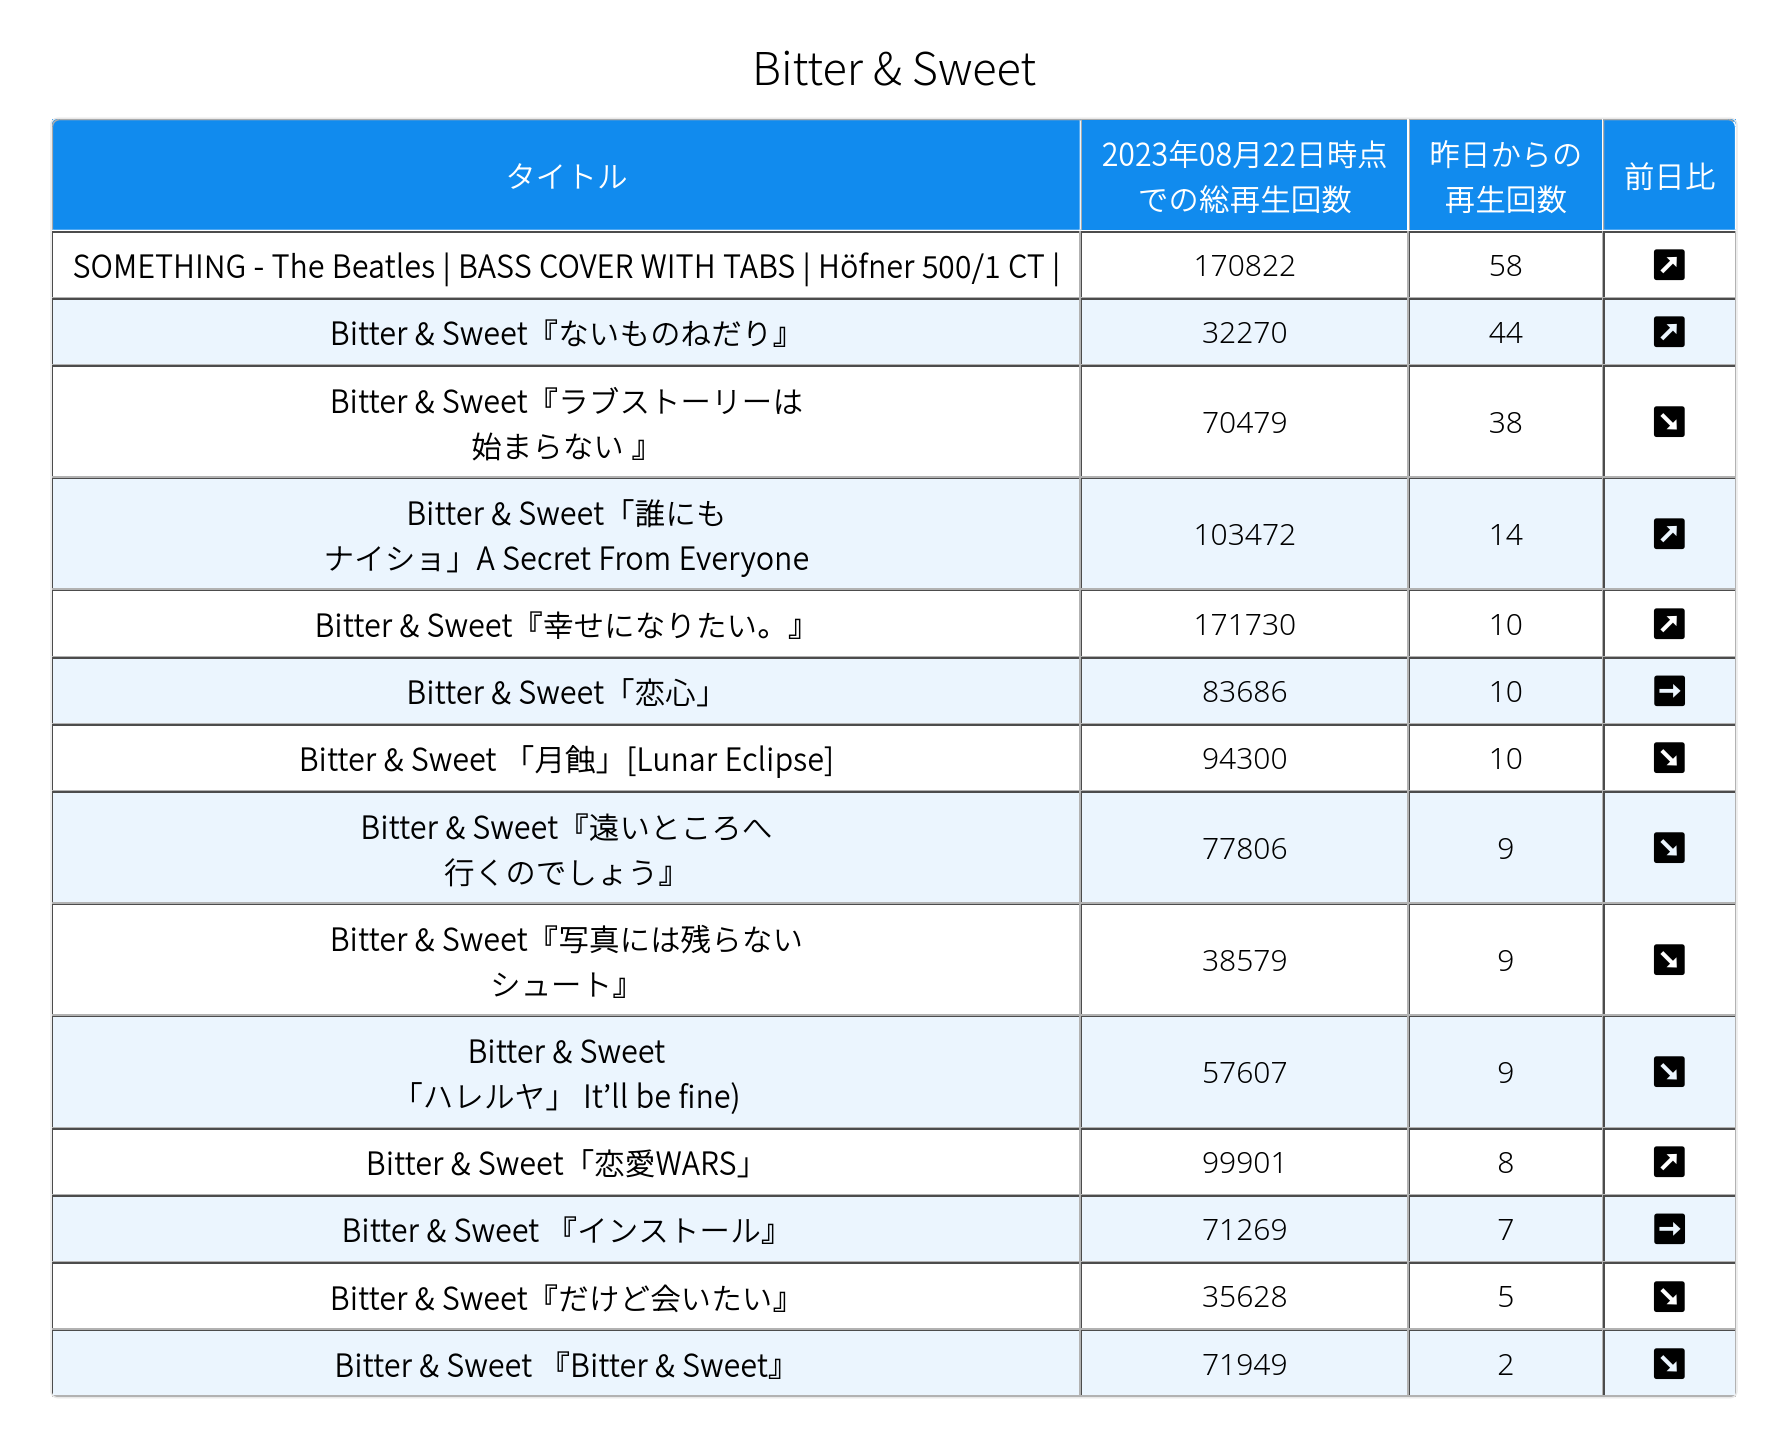 Bitter & Sweet
タイトル
2023年08月22日時点
での総再生回数
昨日からの
再生回数
前日比
SOMETHING - The Beatles | BASS COVER WITH TABS | Höfner 500/1 CT |
170822
58
Bitter & Sweet『ないものねだり』
32270
44
Bitter & Sweet『ラブストーリーは
始まらない 』
70479
38
Bitter & Sweet「誰にも
ナイショ」A Secret From Everyone
103472
14
Bitter & Sweet『幸せになりたい。』
171730
10
Bitter & Sweet「恋心」
83686
10
Bitter & Sweet 「月蝕」[Lunar Eclipse]
94300
10
Bitter & Sweet『遠いところへ
行くのでしょう』
77806
9
Bitter & Sweet『写真には残らない
シュート』
38579
9
Bitter & Sweet
「ハレルヤ」 It’ll be fine)
57607
9
Bitter & Sweet「恋愛WARS」
99901
8
Bitter & Sweet 『インストール』
71269
7
Bitter & Sweet『だけど会いたい』
35628
5
Bitter & Sweet 『Bitter & Sweet』
71949
2